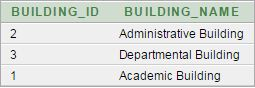 BUILDING_ID BUILDING_NAME
2 Administrative Building
3 Departmental Building
1 Academic Building